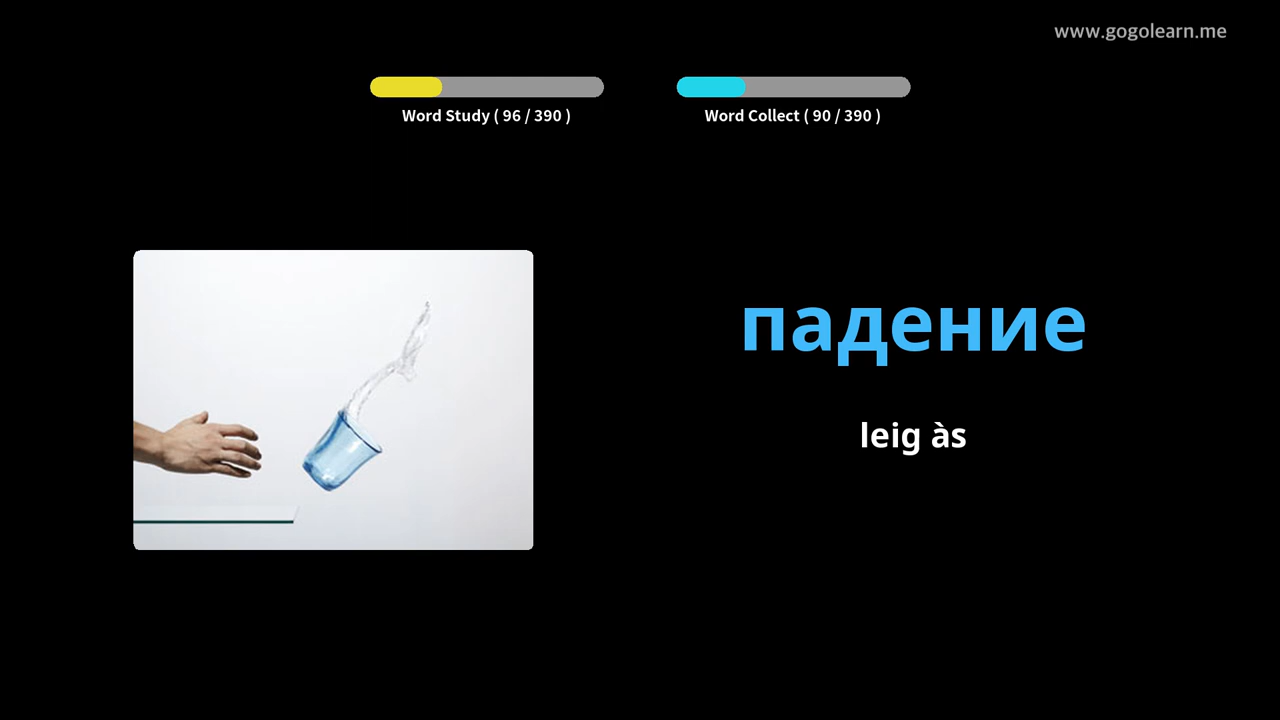 www.gogolearn.me
Word Study ( 96 / 390 )
Word Collect ( 90 / 390 )
падение
leig às